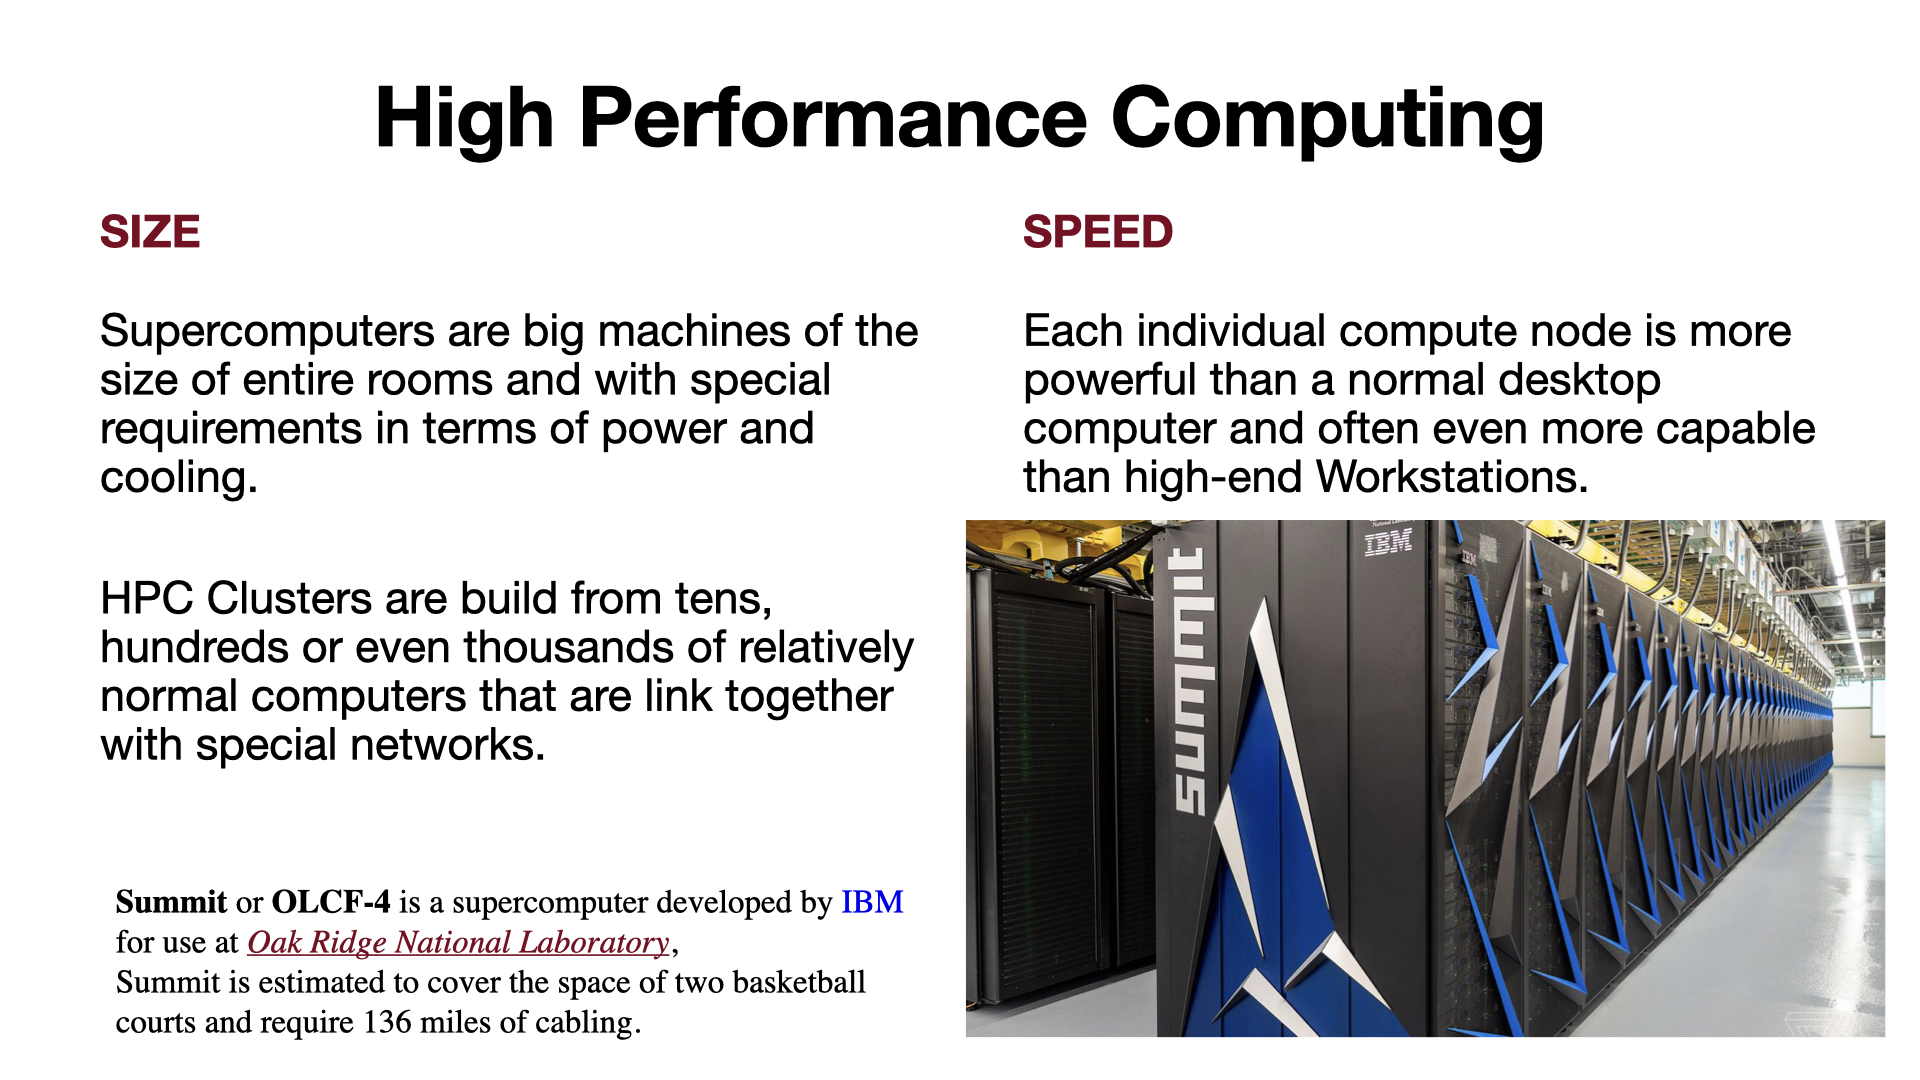 High Performance Computing
SIZE
Supercomputers are big machines of the
size of entire rooms and with special
requirements in terms of power and
cooling.
HPC Clusters are build from tens,
hundreds or even thousands of relatively
normal computers that are link together
with special networks.
Summit or OLCF-4 is a supercomputer developed by IBM
for use at Oak Ridge National Laboratory,
Summit is estimated to cover the space of two basketball
courts and require 136 miles of cabling.
SPEED
Each individual compute node is more
powerful than a normal desktop
computer and often even more capable
than high-end Workstations.
National Laboratory
IBM
summit
IBM
IBM